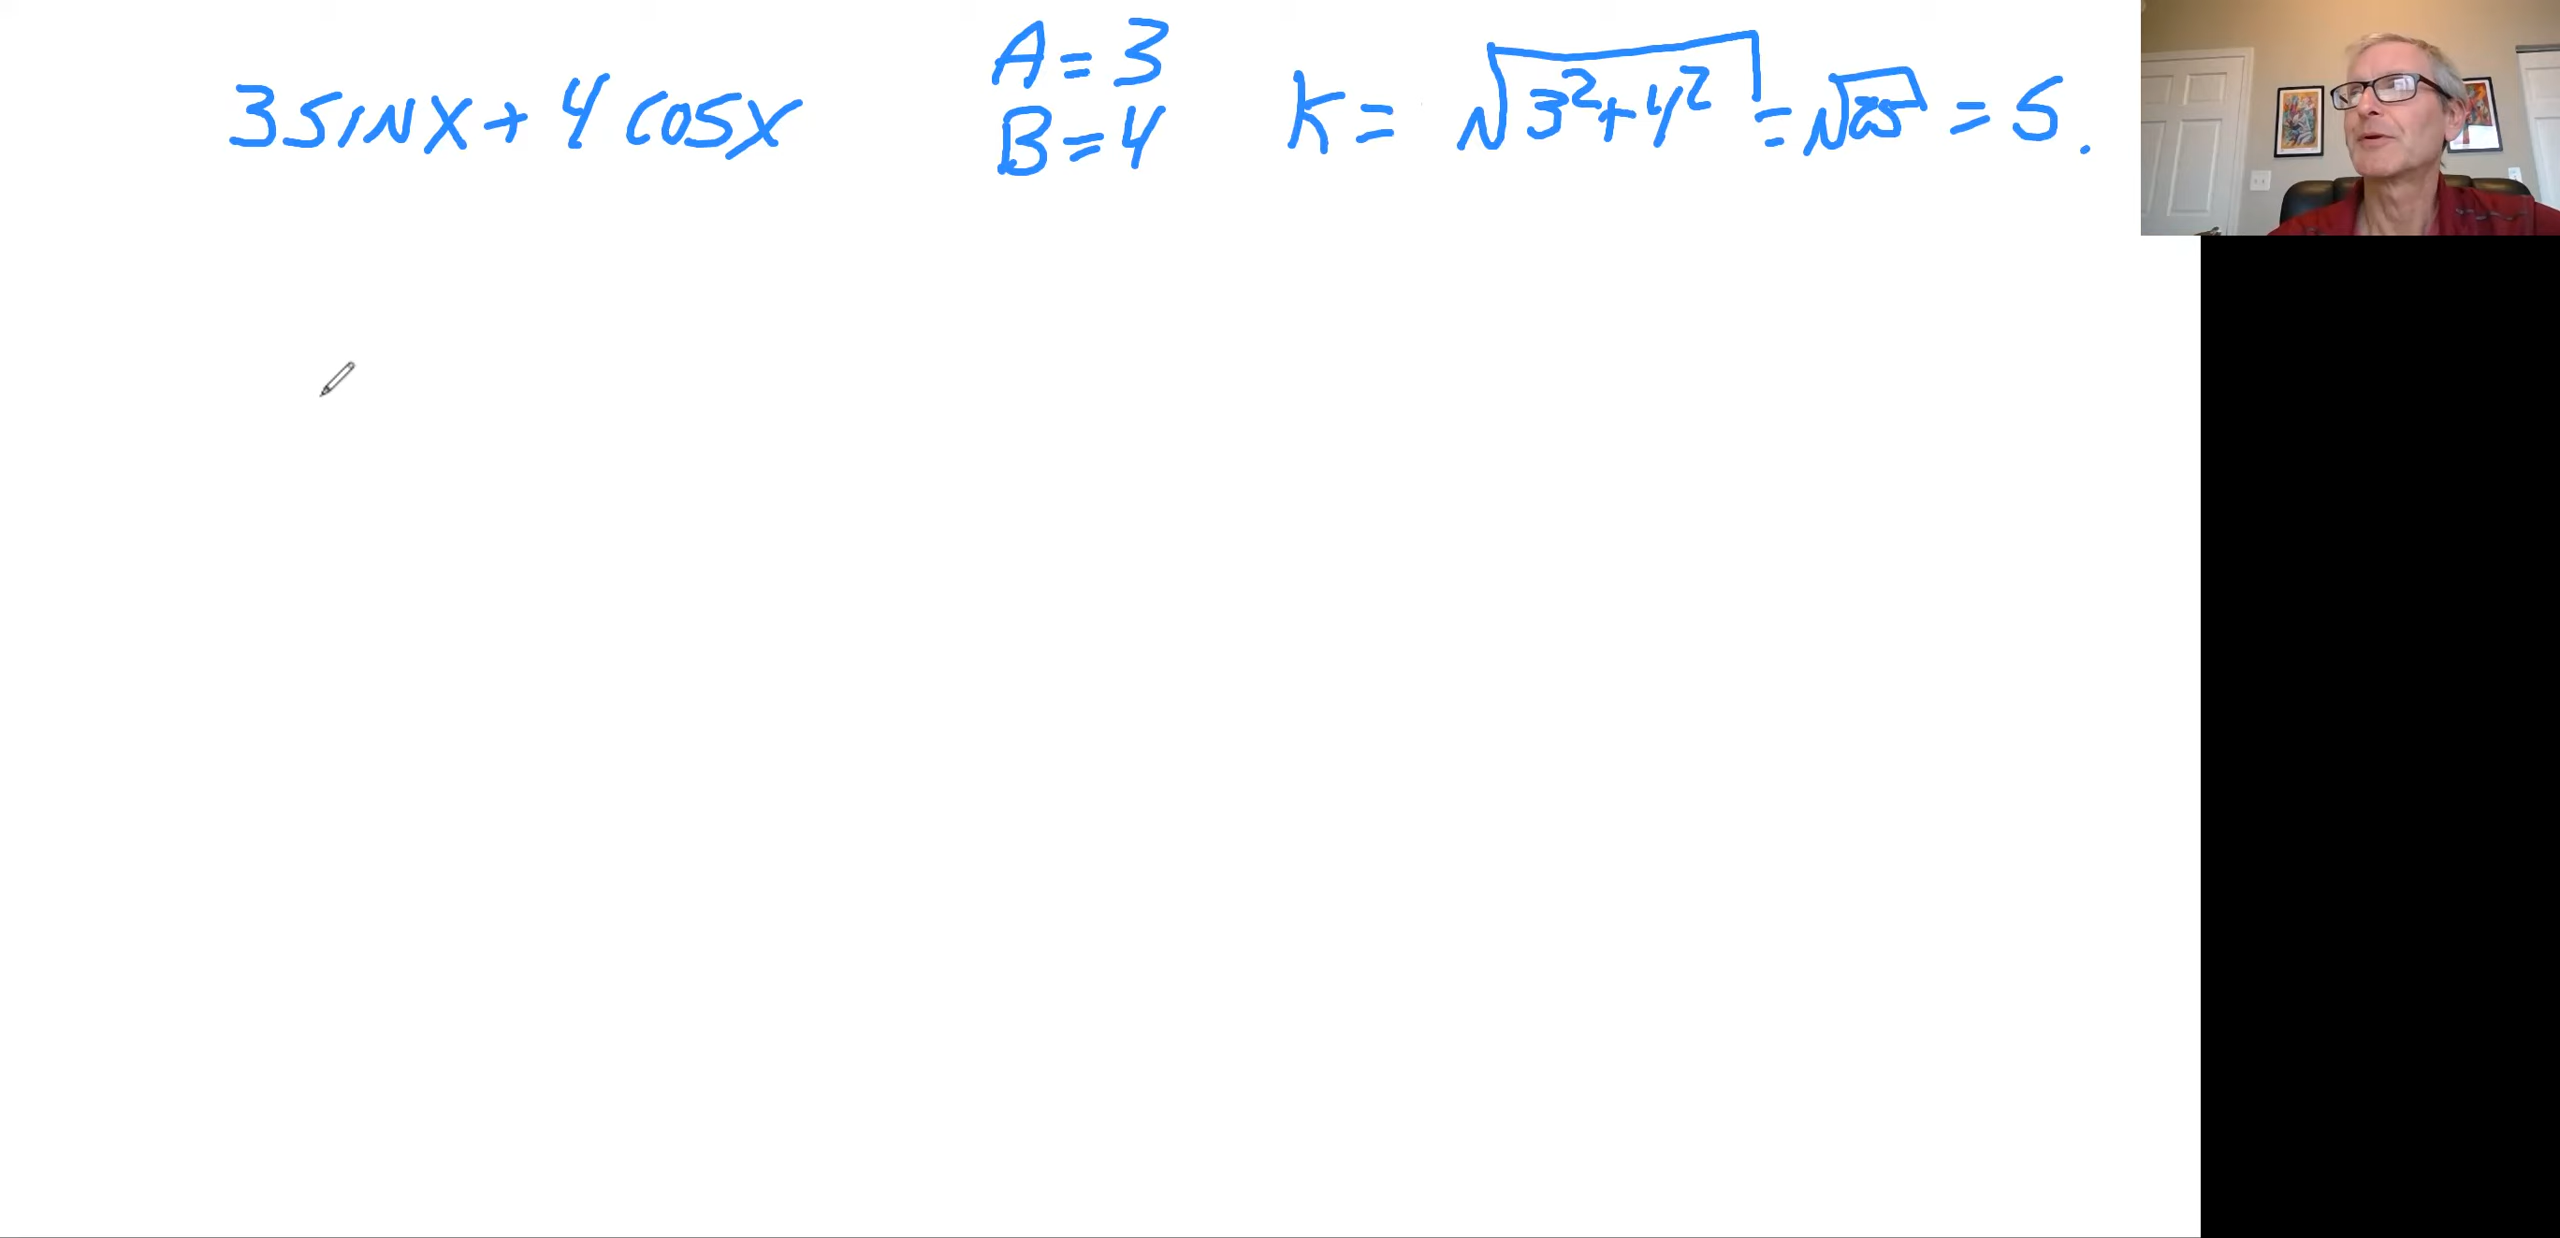 3 sin x + 4 cos x
A = 3
B = 4
K = √3²+4² = √25 = 5.